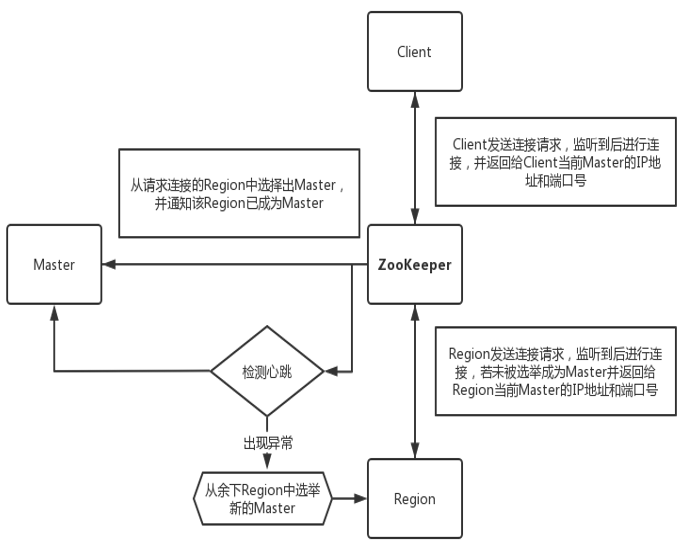 Client
Client发送连接请求，监听到后进行连
接，并返回给Client当前Master的IP地
址和端口号
从请求连接的Region中选择出Master，
并通知该Region已成为Master
Master
ZooKeeper
Region发送连接请求，监听到后进行连
接，若未被选举成为Master并返回给
Region当前Master的IP地址和端口号
检测心跳
出现异常
从余下Region中选举
新的Master
Region